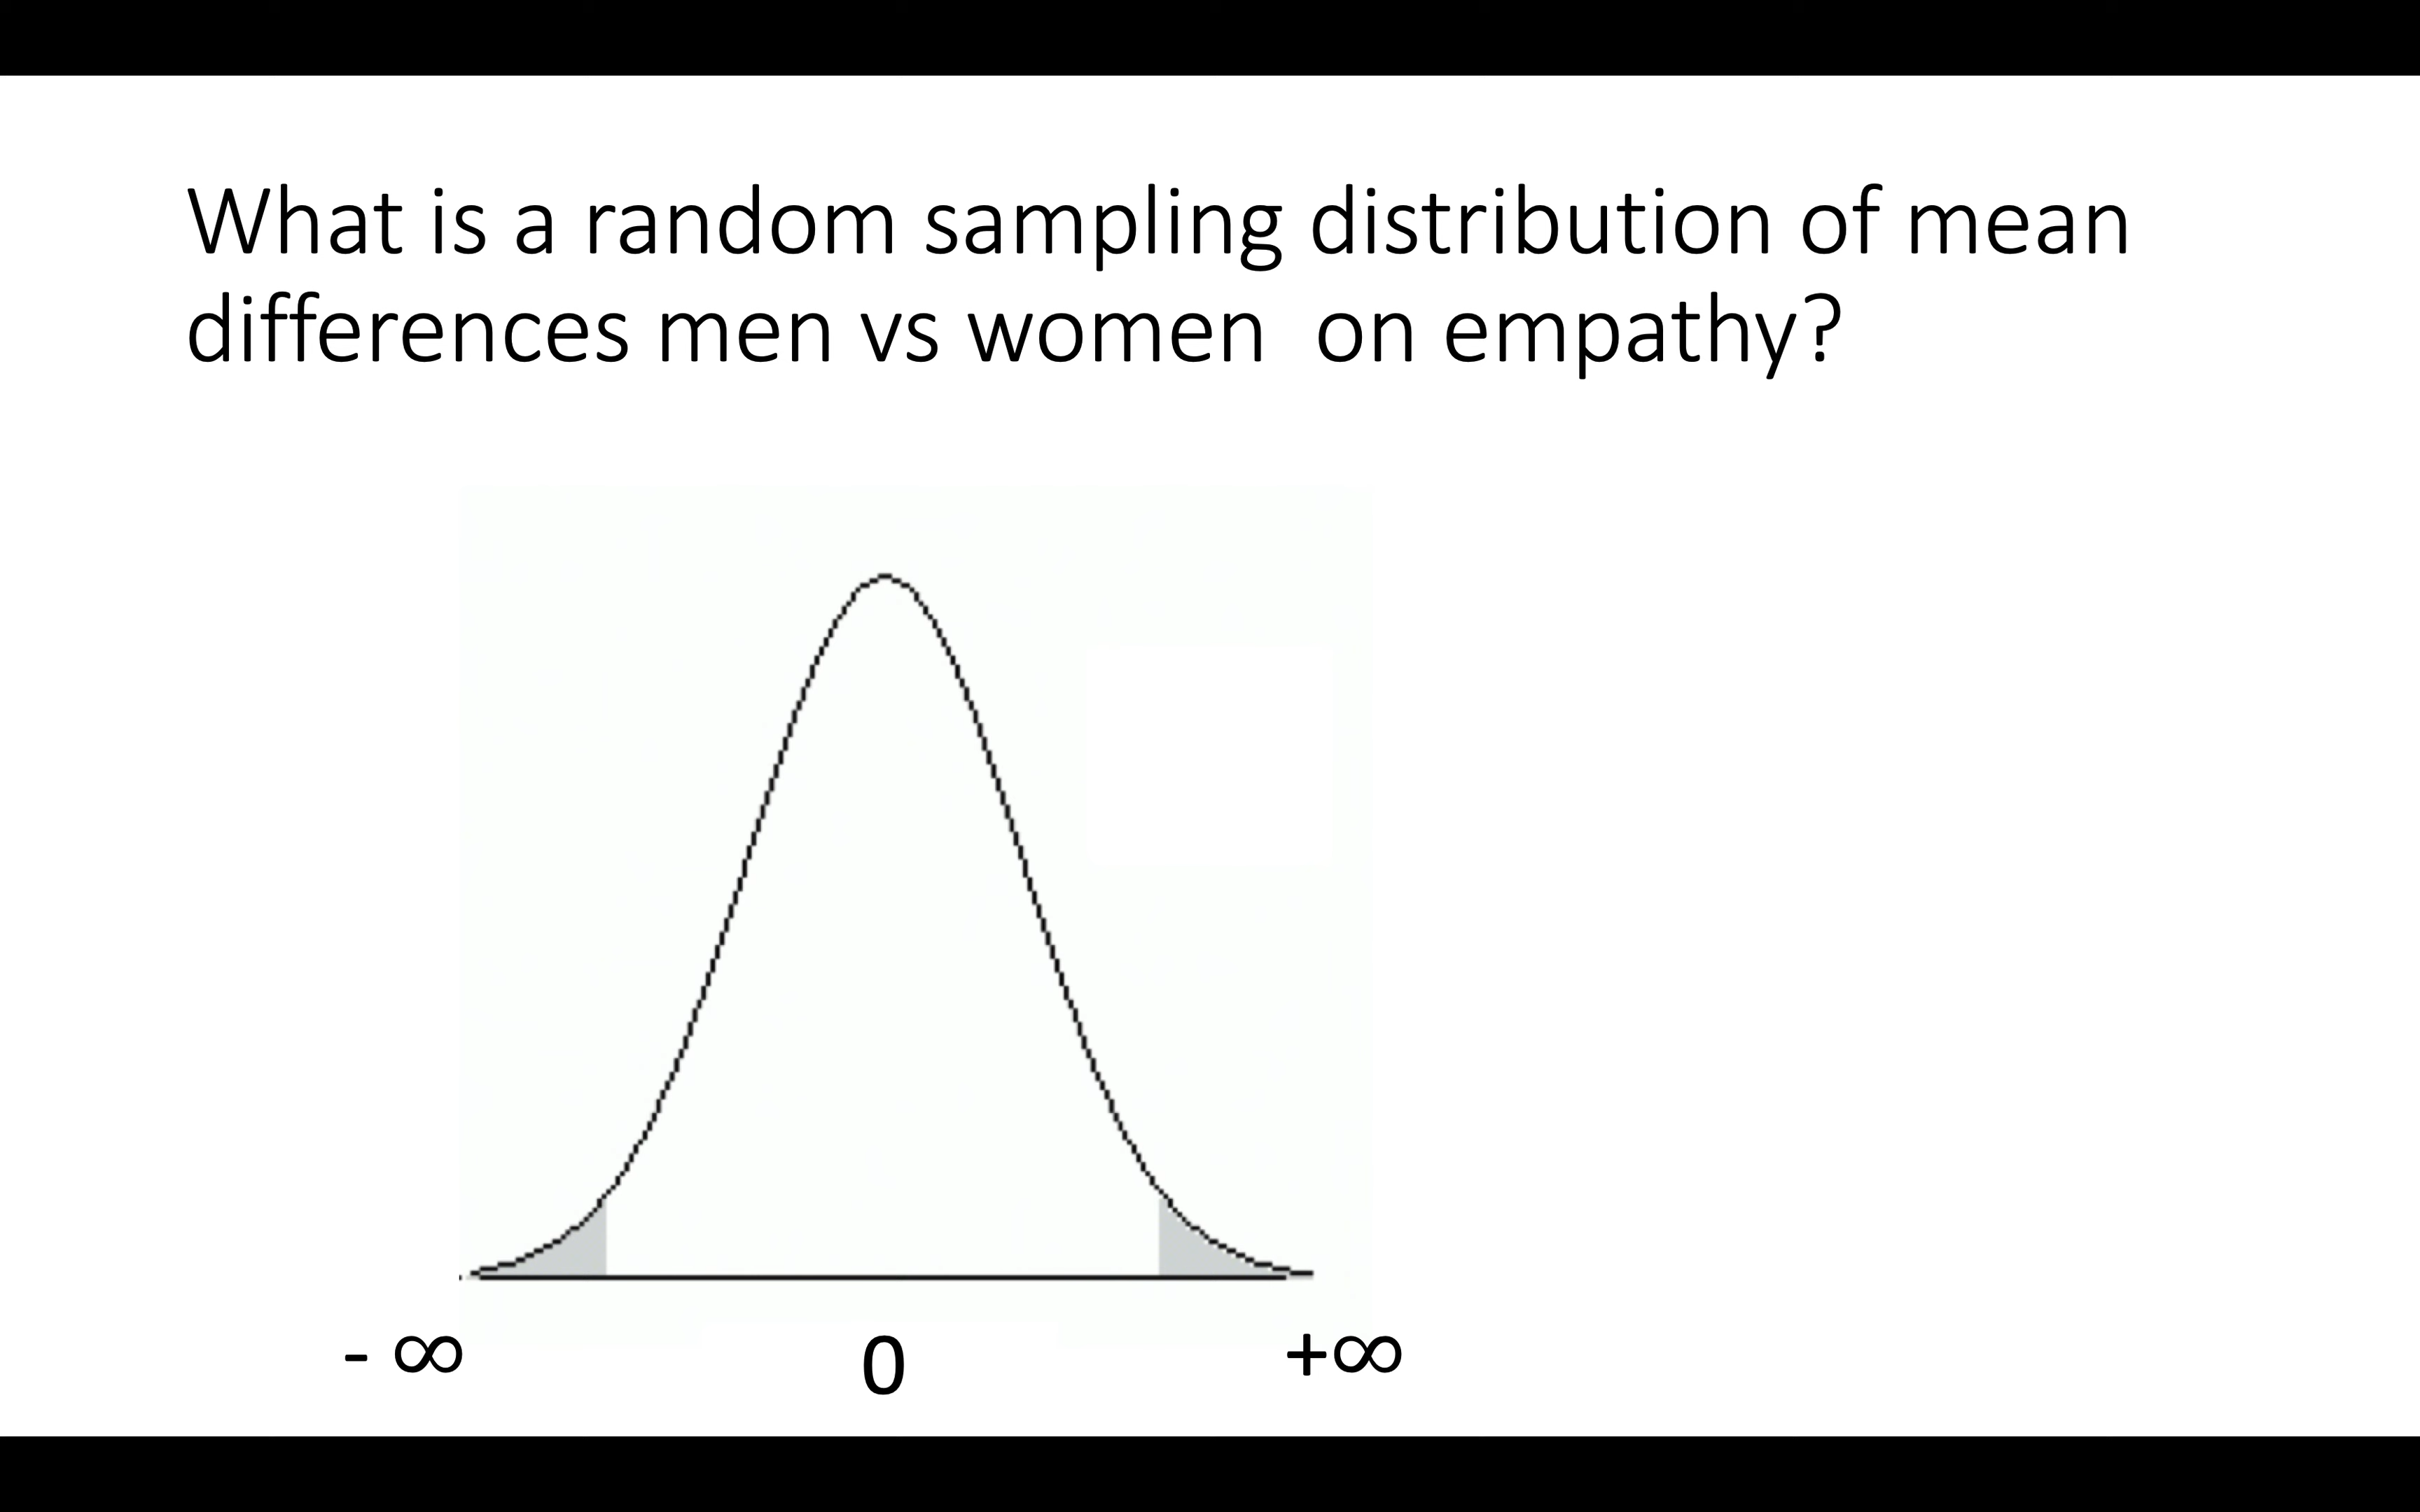 What is a random sampling distribution of mean
differences men vs women  on empathy?
- ∞ 0 +∞